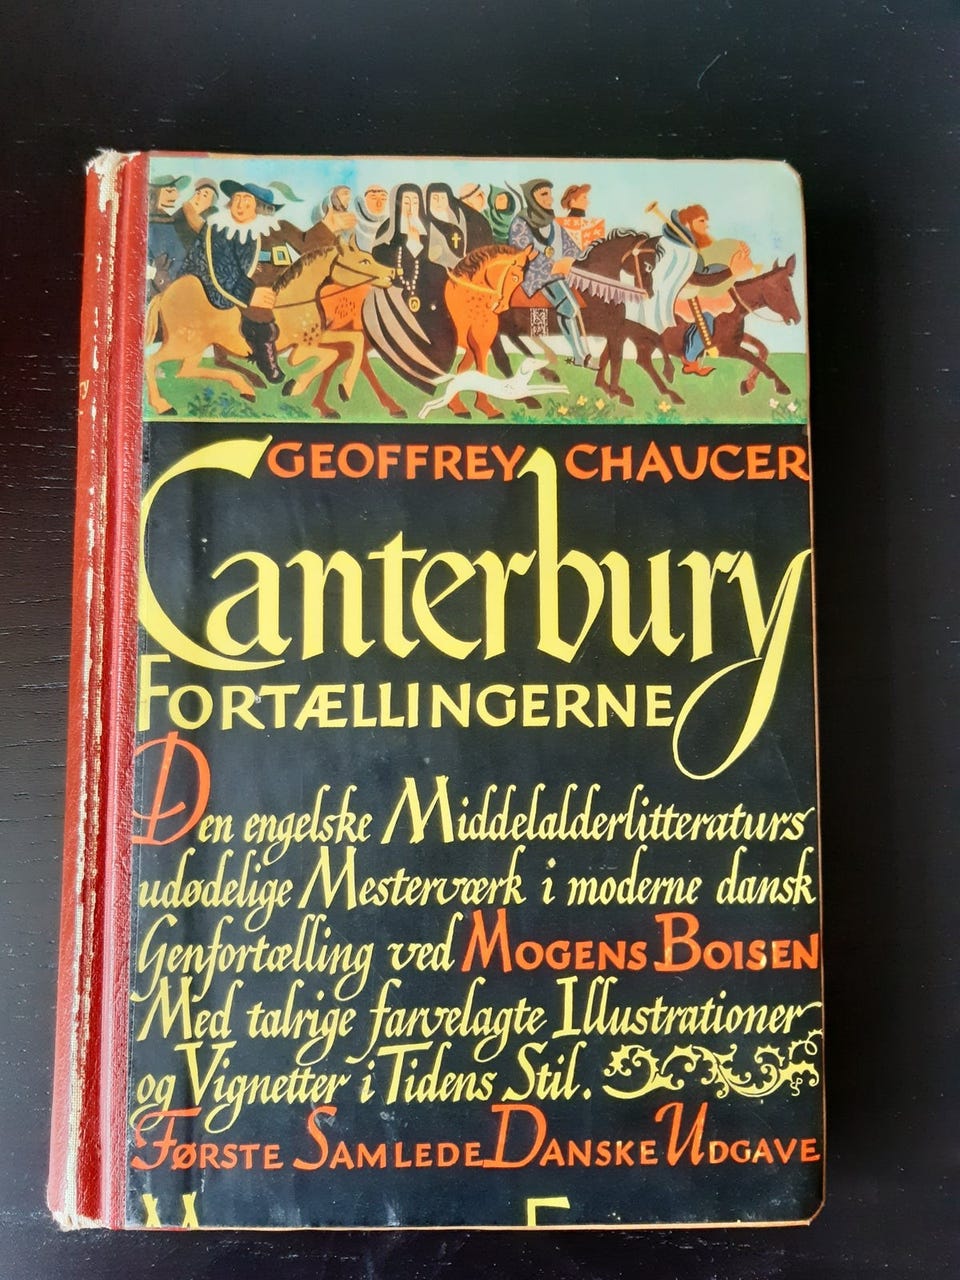 GEOFFREY CHAUCER
Canterbury
FORTÆLLINGERNE
Den engelske Middelalderlitteraturs
udødelige Mesterværk i moderne dansk
Genfortælling ved MOGENS BOISEN
Med talrige farvelagte Illustrationer
og Vignetter i Tidens Stil.
FØRSTE SAMLEDE DANSKE UDGAVE